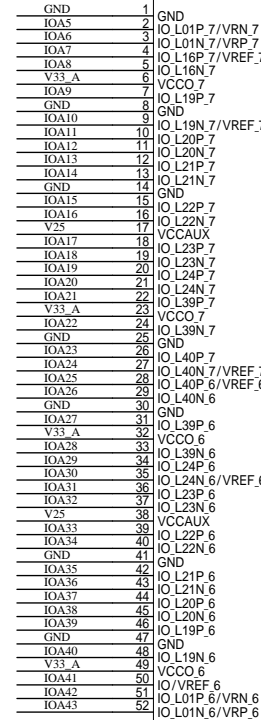 GND 1 GND
IOA5 2 IO_L01P_7/VRN_7
IOA6 3 IO_L01N_7/VRP_7
IOA7 4 IO_L16P_7/VREF_7
IOA8 5 IO_L16N_7
V33_A 6 VCCO_7
IOA9 7 IO_L19P_7
GND 8 GND
IOA10 9 IO_L19N_7/VREF_7
IOA11 10 IO_L20P_7
IOA12 11 IO_L20N_7
IOA13 12 IO_L21P_7
IOA14 13 IO_L21N_7
GND 14 GND
IOA15 15 IO_L22P_7
IOA16 16 IO_L22N_7
V25 17 VCCAUX
IOA17 18 IO_L23P_7
IOA18 19 IO_L23N_7
IOA19 20 IO_L24P_7
IOA20 21 IO_L24N_7
IOA21 22 IO_L39P_7
V33_A 23 VCCO_7
IOA22 24 IO_L39N_7
GND 25 GND
IOA23 26 IO_L40P_7
IOA24 27 IO_L40N_7/VREF_7
IOA25 28 IO_L40P_6/VREF_6
IOA26 29 IO_L40N_6
GND 30 GND
IOA27 31 IO_L39P_6
V33_A 32 VCCO_6
IOA28 33 IO_L39N_6
IOA29 34 IO_L24P_6
IOA30 35 IO_L24N_6/VREF_6
IOA31 36 IO_L23P_6
IOA32 37 IO_L23N_6
V25 38 VCCAUX
IOA33 39 IO_L22P_6
IOA34 40 IO_L22N_6
GND 41 GND
IOA35 42 IO_L21P_6
IOA36 43 IO_L21N_6
IOA37 44 IO_L20P_6
IOA38 45 IO_L20N_6
IOA39 46 IO_L19P_6
GND 47 GND
IOA40 48 IO_L19N_6
V33_A 49 VCCO_6
IOA41 50 IO/VREF_6
IOA42 51 IO_L01P_6/VRN_6
IOA43 52 IO_L01N_6/VRP_6